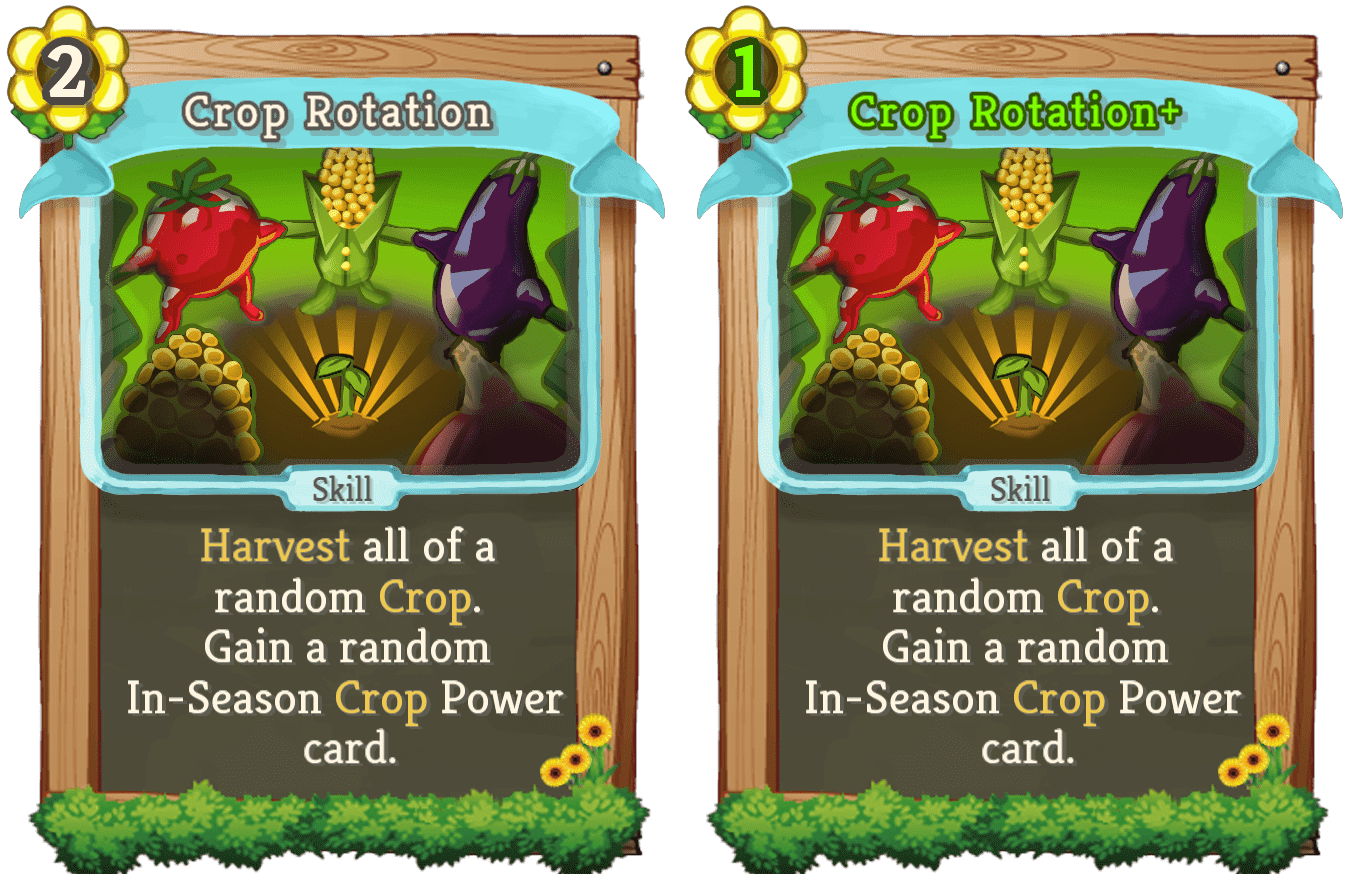 2
Crop Rotation
Skill
Harvest all of a
random Crop.
Gain a random
In-Season Crop Power
card.
1
Crop Rotation+
Skill
Harvest all of a
random Crop.
Gain a random
In-Season Crop Power
card.